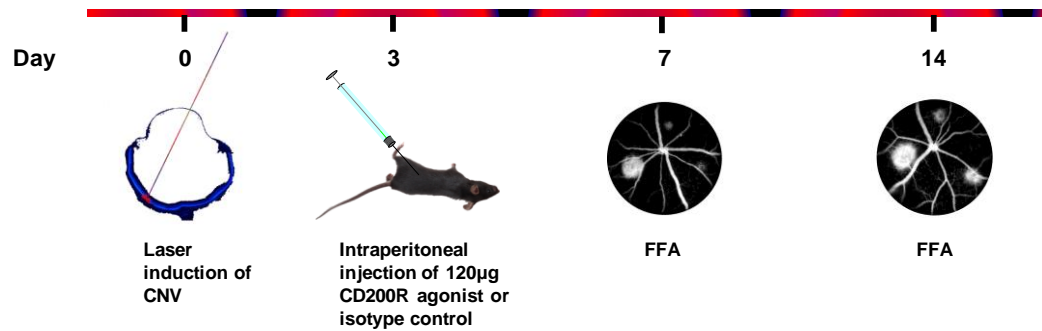 Day 0 3 7 14
Laser
induction of
CNV
Intraperitoneal
injection of 120µg
CD200R agonist or
isotype control
FFA
FFA